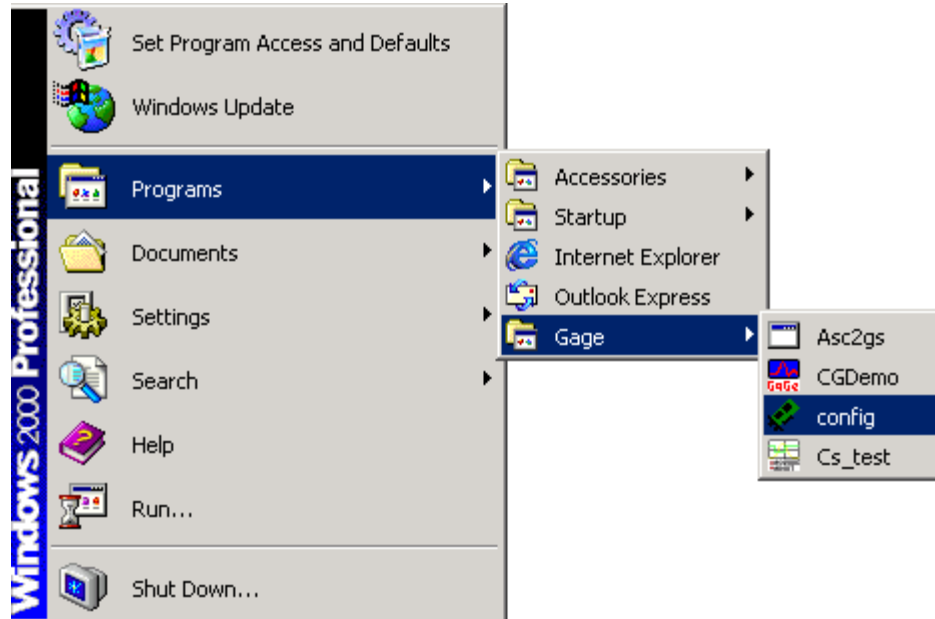 Set Program Access and Defaults
Windows Update
Programs
Documents
Settings
Search
Help
Run...
Shut Down...
Windows 2000 Professional
Accessories
Startup
Internet Explorer
Outlook Express
Gage
Asc2gs
GaGe
CGDemo
config
Cs_test